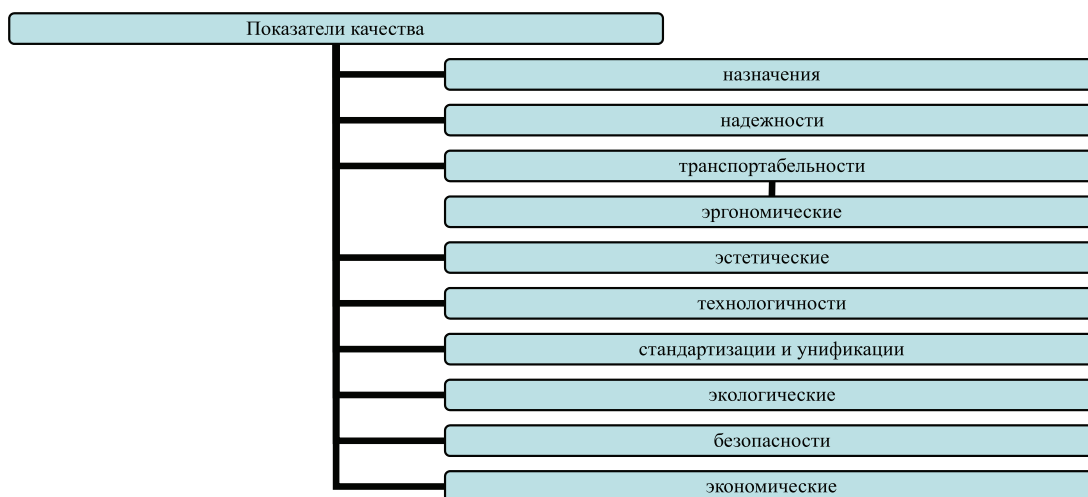 Показатели качества
назначения
надежности
транспортабельности
эргономические
эстетические
технологичности
стандартизации и унификации
экологические
безопасности
экономические